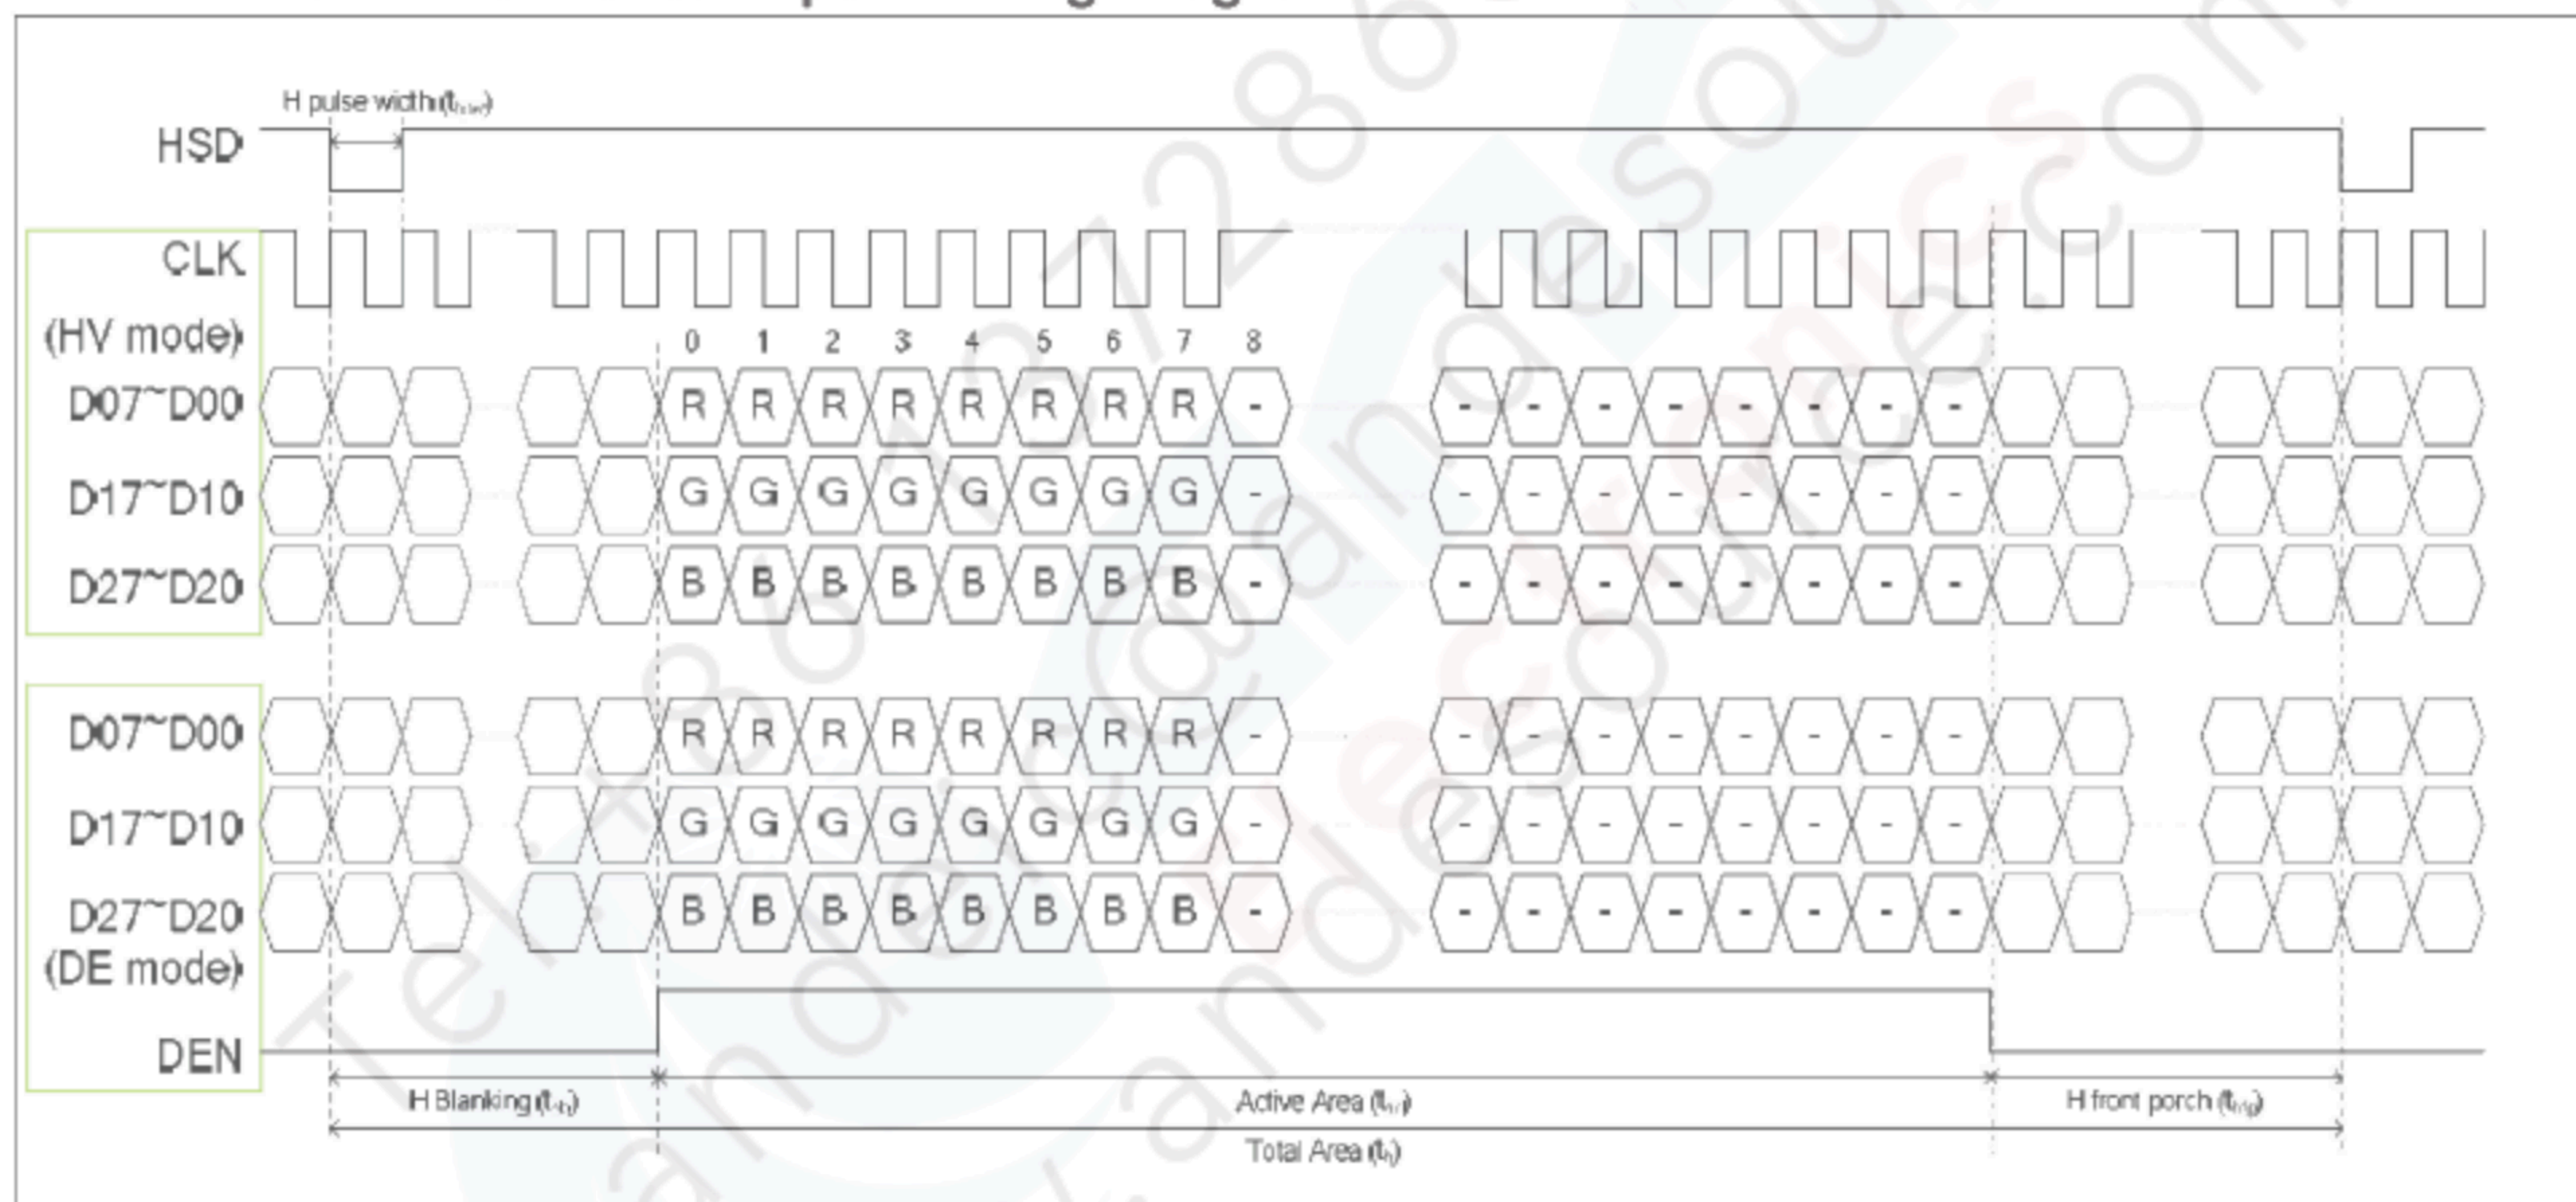 H pulse width
HSD
CLK
(HV mode)
0 1 2 3 4 5 6 7 8
D07~D00 R R R R R R R R - - - - - - - - -
D17~D10 G G G G G G G G - - - - - - - - -
D27~D20 B B B B B B B B - - - - - - - - -
D07~D00 R R R R R R R R - - - - - - - - -
D17~D10 G G G G G G G G - - - - - - - - -
D27~D20 B B B B B B B B - - - - - - - - -
(DE mode)
DEN
H Blanking Active Area H front porch
Total Area (th)